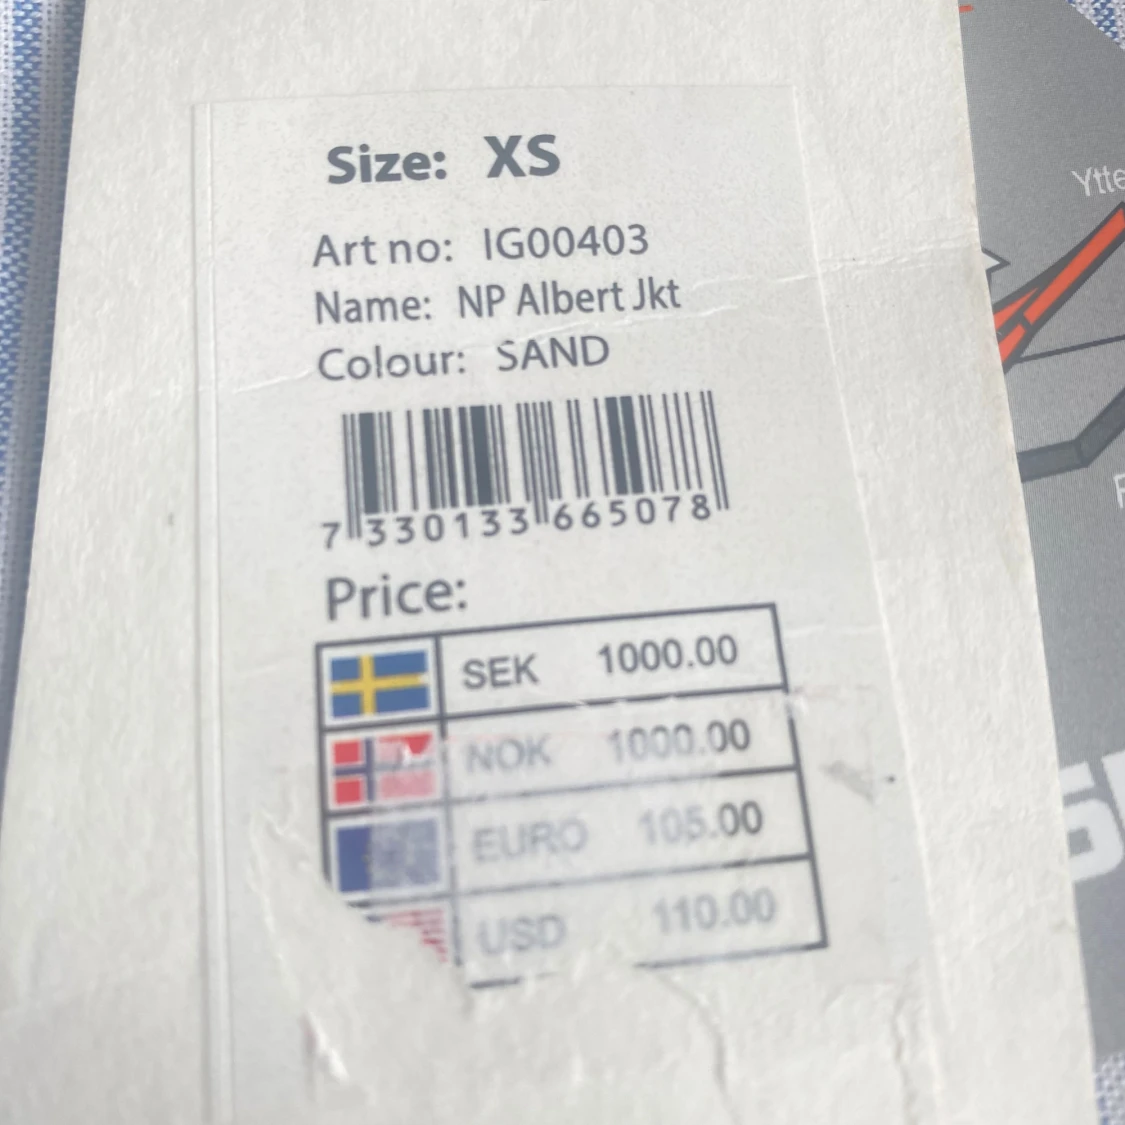 Size: XS
Art no: IG00403
Name: NP Albert Jkt
Colour: SAND
7 330133 665078
Price:
SEK 1000.00
NOK 1000.00
EURO 105.00
USD 110.00
Ytte